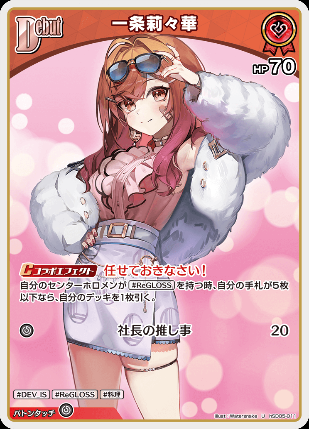 Debut
一条莉々華
HP 70
コラボエフェクト 任せておきなさい！
自分のセンターホロメンが #ReGLOSS を持つ時、自分の手札が5枚
以下なら、自分のデッキを1枚引く。
社長の推し事 20
#DEV_IS #ReGLOSS #料理
バトンタッチ